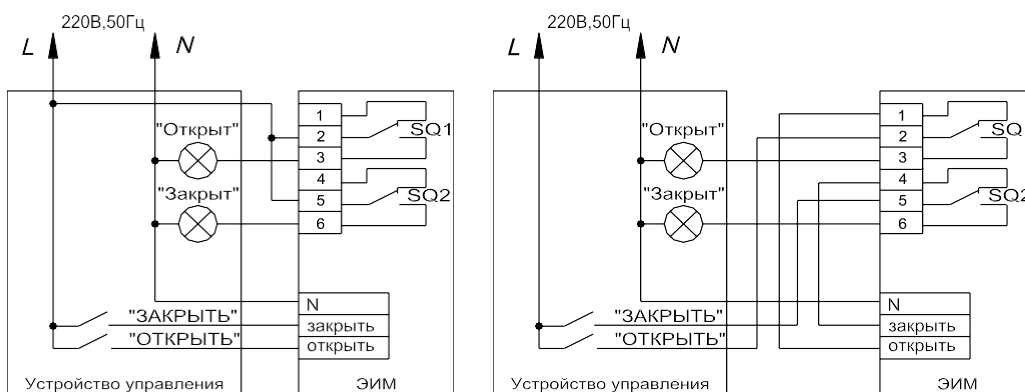 220В,50Гц
L
N
"Открыт"
"Закрыт"
1
2
3
4
5
6
SQ1
SQ2
N
"ЗАКРЫТЬ"
закрыть
"ОТКРЫТЬ"
открыть
Устройство управления
ЭИМ
220В,50Гц
L
N
"Открыт"
"Закрыт"
1
2
3
4
5
6
SQ
SQ2
N
"ЗАКРЫТЬ"
закрыть
"ОТКРЫТЬ"
открыть
Устройство управления
ЭИМ